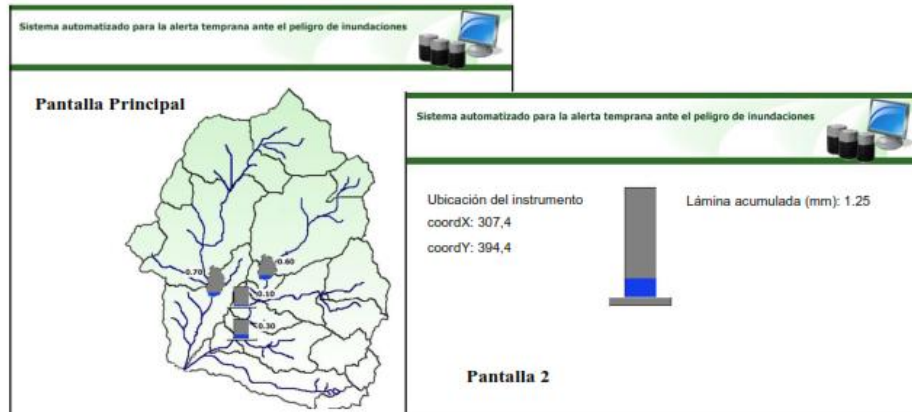 Sistema automatizado para la alerta temprana ante el peligro de inundaciones
Pantalla Principal
0.70
0.60
0.10
0.30
Sistema automatizado para la alerta temprana ante el peligro de inundaciones
Ubicación del instrumento
coordX: 307,4
coordY: 394,4
Lámina acumulada (mm): 1.25
Pantalla 2